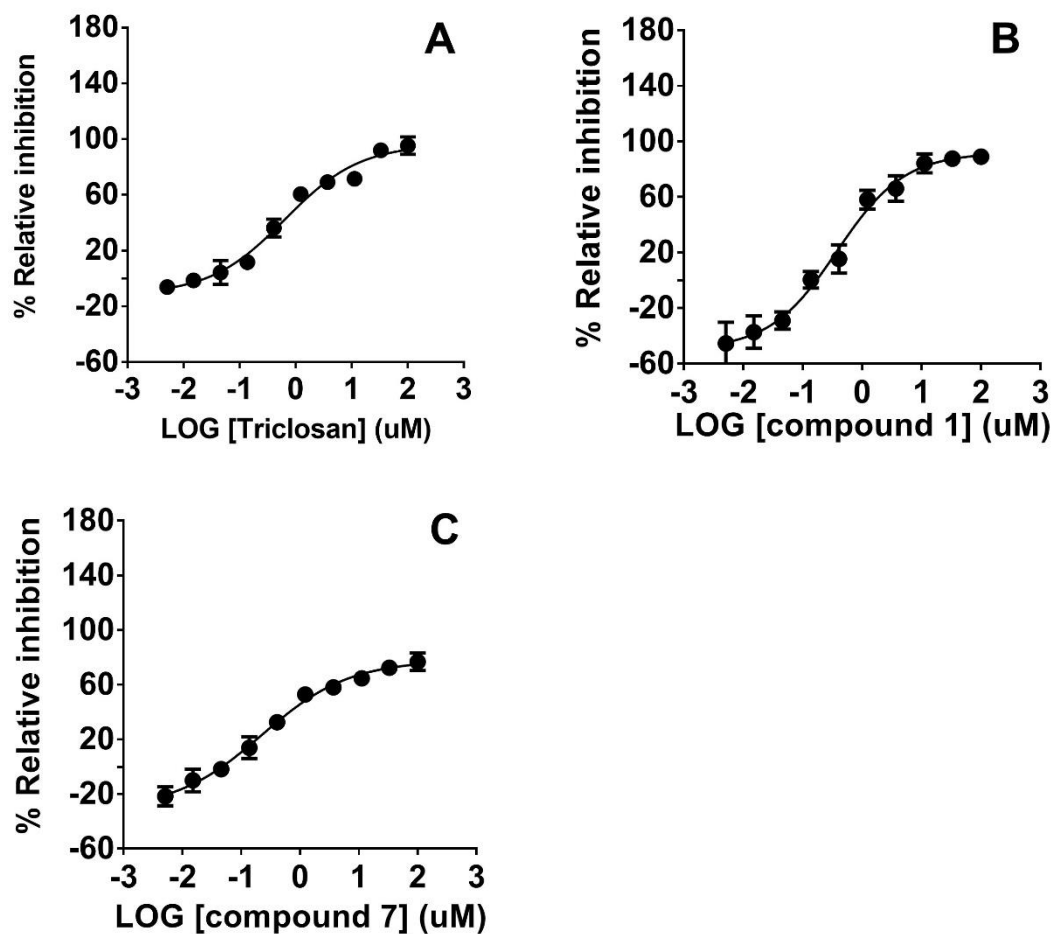 A
% Relative inhibition
180
140
100
60
20
-20
-60
-3 -2 -1 0 1 2 3
LOG [Triclosan] (uM)
B
% Relative inhibition
180
140
100
60
20
-20
-60
-3 -2 -1 0 1 2 3
LOG [compound 1] (uM)
C
% Relative inhibition
180
140
100
60
20
-20
-60
-3 -2 -1 0 1 2 3
LOG [compound 7] (uM)